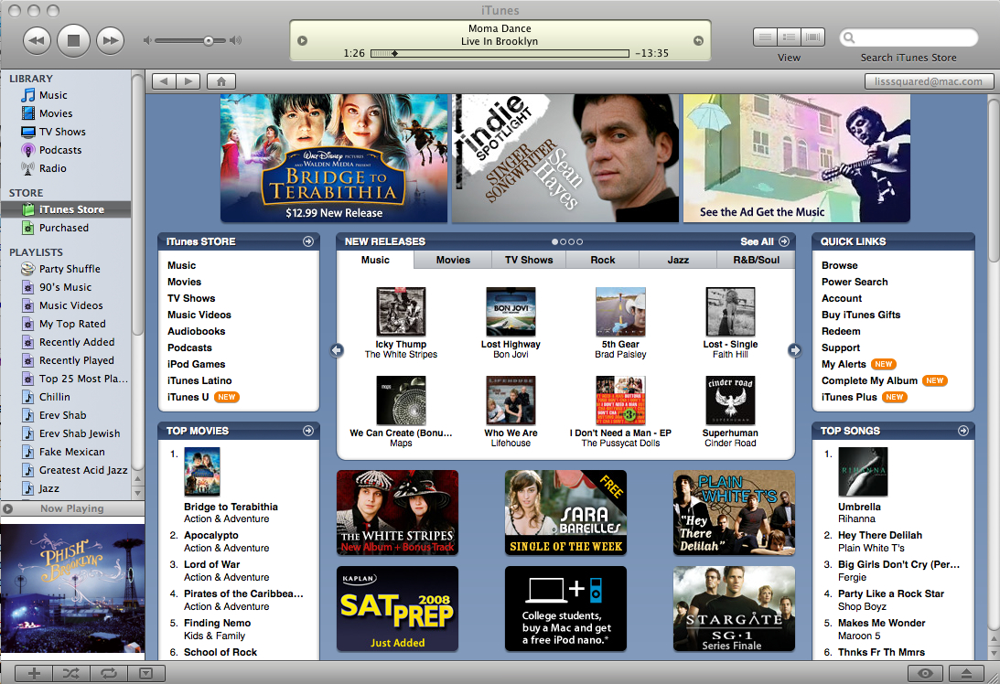 iTunes
Moma Dance
Live In Brooklyn
1:26
-13:35
View
Search iTunes Store
LIBRARY
Music
Movies
TV Shows
Podcasts
Radio
STORE
iTunes Store
Purchased
PLAYLISTS
Party Shuffle
90's Music
Music Videos
My Top Rated
Recently Added
Recently Played
Top 25 Most Pla...
Chillin
Erev Shab
Erev Shab Jewish
Fake Mexican
Greatest Acid Jazz
Jazz
Now Playing
PHISH
BROOKLYN
lisssquared@mac.com
WALT DISNEY PICTURES
AND WALDEN MEDIA PRESENT
BRIDGE TO
TERABITHIA
$12.99 New Release
indie
SPOTLIGHT
SINGER
SONGWRITER
Sean
Hayes
See the Ad Get the Music
iTunes STORE
Music
Movies
TV Shows
Music Videos
Audiobooks
Podcasts
iPod Games
iTunes Latino
iTunes U NEW
TOP MOVIES
1.
Bridge to Terabithia
Action & Adventure
2. Apocalypto
Action & Adventure
3. Lord of War
Action & Adventure
4. Pirates of the Caribbea...
Action & Adventure
5. Finding Nemo
Kids & Family
6. School of Rock
NEW RELEASES
See All
Music
Movies
TV Shows
Rock
Jazz
R&B/Soul
Icky Thump
The White Stripes
BON JOVI
Lost Highway
Bon Jovi
5th Gear
Brad Paisley
Lost - Single
Faith Hill
We Can Create (Bonu...
Maps
LIFEHOUSE
Who We Are
Lifehouse
I Don't Need a Man - EP
The Pussycat Dolls
cinder road
SUPERHUMAN
Superhuman
Cinder Road
THE WHITE STRIPES
New Album + Bonus Track
FREE
SARA
BAREILLES
SINGLE OF THE WEEK
PLAIN
WHITE T'S
"Hey
There
Delilah"
KAPLAN
SAT 2008
PREP
Just Added
College students,
buy a Mac and get
a free iPod nano.*
STARGATE
SG·1
Series Finale
QUICK LINKS
Browse
Power Search
Account
Buy iTunes Gifts
Redeem
Support
My Alerts NEW
Complete My Album NEW
iTunes Plus NEW
TOP SONGS
1.
RIHANNA
Umbrella
Rihanna
2. Hey There Delilah
Plain White T's
3. Big Girls Don't Cry (Per...
Fergie
4. Party Like a Rock Star
Shop Boyz
5. Makes Me Wonder
Maroon 5
6. Thnks Fr Th Mmrs